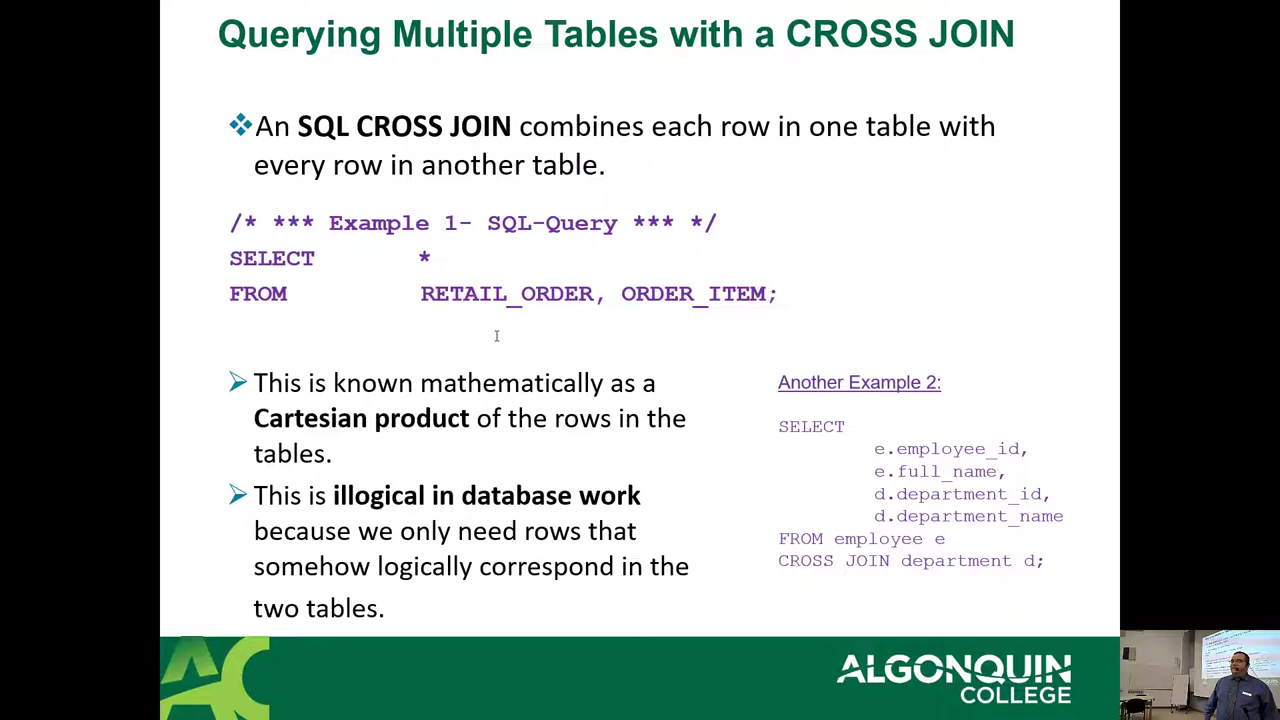 Querying Multiple Tables with a CROSS JOIN
❖An SQL CROSS JOIN combines each row in one table with
every row in another table.
/* *** Example 1- SQL-Query *** */
SELECT *
FROM RETAIL_ORDER, ORDER_ITEM;
➢ This is known mathematically as a
Cartesian product of the rows in the
tables.
➢ This is illogical in database work
because we only need rows that
somehow logically correspond in the
two tables.
Another Example 2:
SELECT
e.employee_id,
e.full_name,
d.department_id,
d.department_name
FROM employee e
CROSS JOIN department d;
AC
ALGONQUIN
COLLEGE